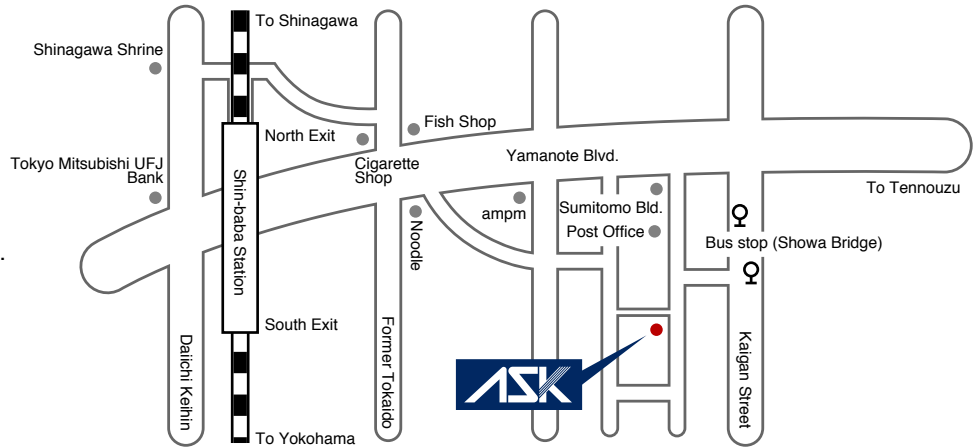 To Shinagawa
Shinagawa Shrine
Fish Shop
North Exit
Cigarette
Shop
Yamanote Blvd.
Tokyo Mitsubishi UFJ
Bank
To Tennouzu
Shin-baba Station
ampm
Sumitomo Bld.
Noodle
Post Office
Bus stop (Showa Bridge)
South Exit
Daiichi Keihin
Former Tokaido
Kaigan Street
ASK
To Yokohama